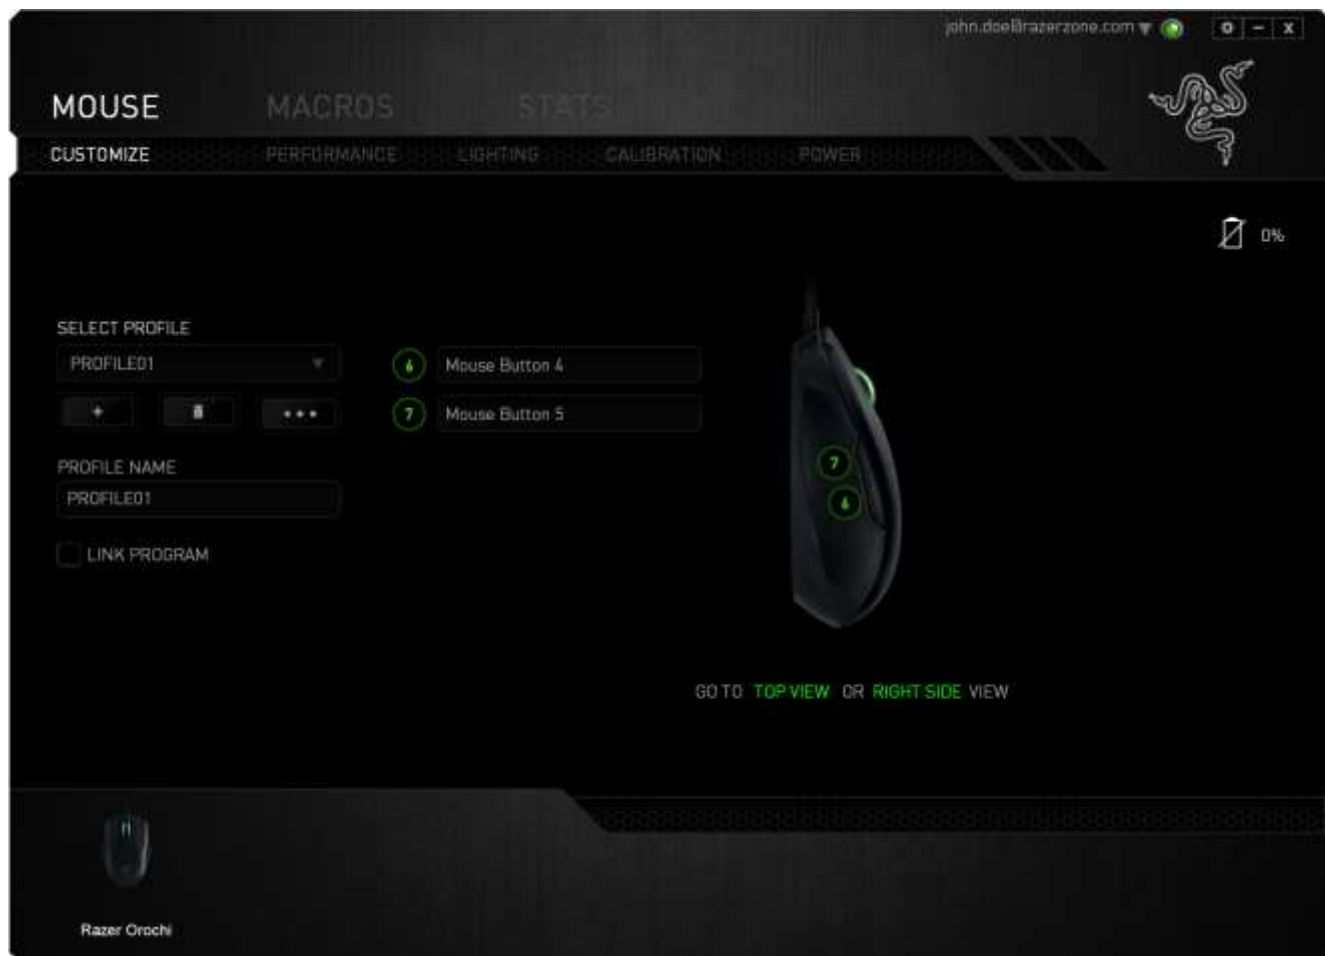 john.doe@razerzone.com
MOUSE MACROS STATS
CUSTOMIZE PERFORMANCE LIGHTING CALIBRATION POWER
0%
SELECT PROFILE
PROFILE01
6 Mouse Button 4
7 Mouse Button 5
PROFILE NAME
PROFILE01
LINK PROGRAM
7
6
GO TO TOP VIEW OR RIGHT SIDE VIEW
Razer Orochi